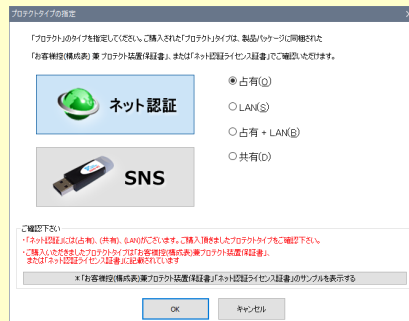 プロテクトタイプの指定
「プロテクト」のタイプを指定してください。ご購入された「プロテクト」タイプは、製品パッケージに同梱された
「お客様控(構成表) 兼 プロテクト装置保証書」、または「ネット認証ライセンス証書」でご確認いただけます。
ネット認証
SNS
占有(O)
LAN(S)
占有 + LAN(B)
共有(D)
ご確認下さい
・「ネット認証」には(占有)、(共有)、(LAN)がございます。ご購入頂きましたプロテクトタイプをご確認下さい。
・ご購入いただきましたプロテクトタイプは「お客様控(構成表)兼プロテクト装置保証書」、
または「ネット認証ライセンス証書」に記載されています
＊「お客様控(構成表)兼プロテクト装置保証書」「ネット認証ライセンス証書」のサンプルを表示する
OK
キャンセル